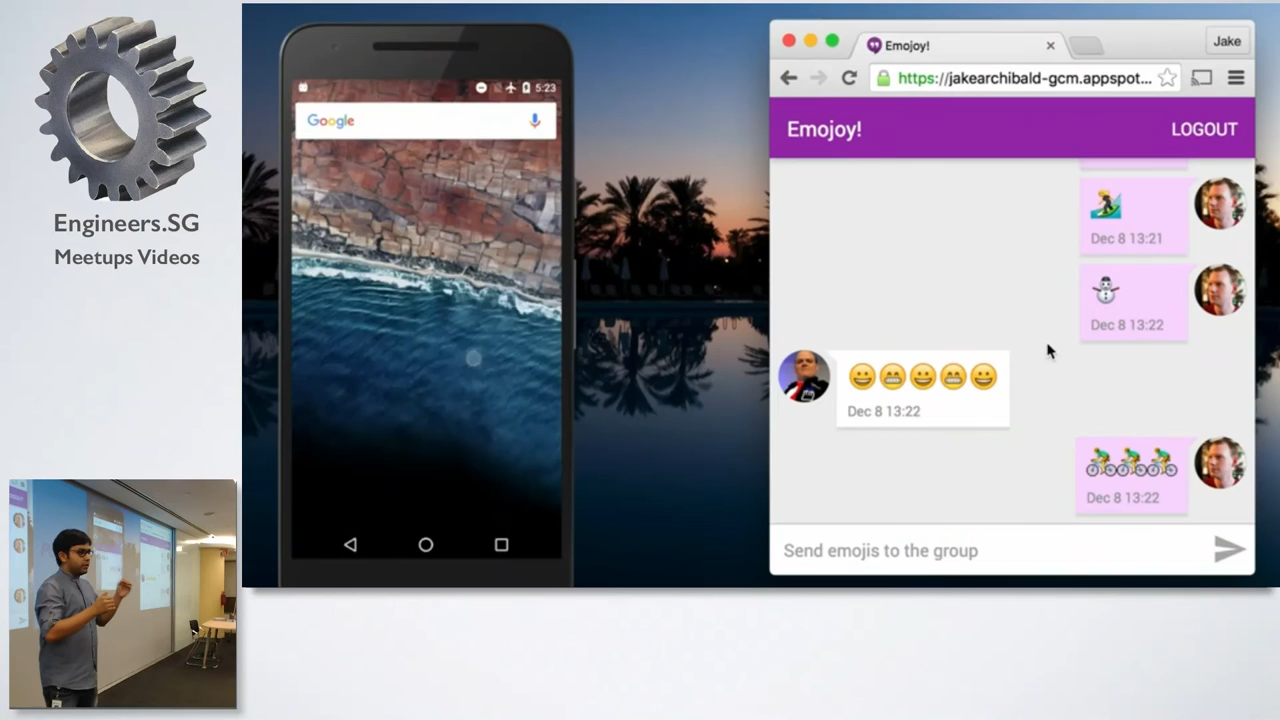 Engineers.SG
Meetups Videos
5:23
Google
Emojoy!
Jake
https://jakearchibald-gcm.appspot...
Emojoy!
LOGOUT
Dec 8 13:21
Dec 8 13:22
Dec 8 13:22
Dec 8 13:22
Send emojis to the group